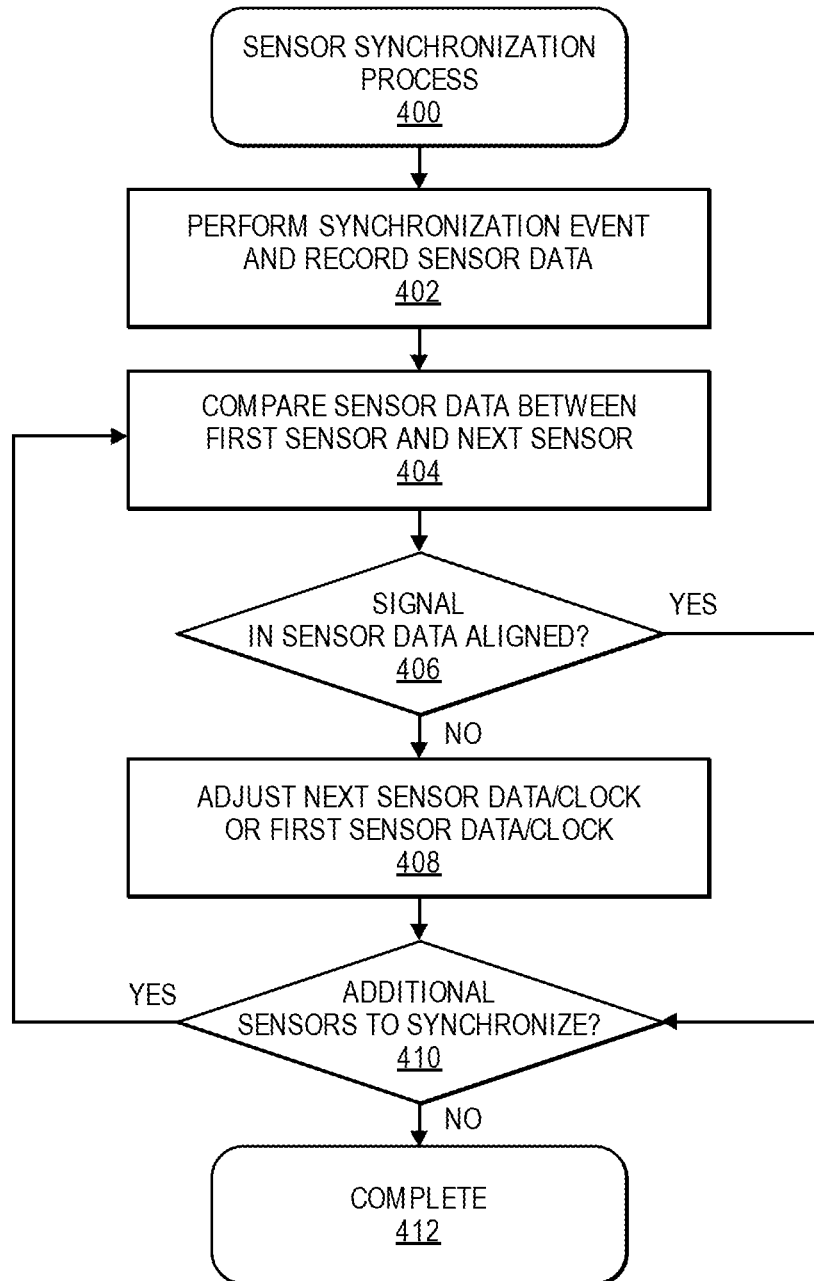 SENSOR SYNCHRONIZATION
PROCESS
400
PERFORM SYNCHRONIZATION EVENT
AND RECORD SENSOR DATA
402
COMPARE SENSOR DATA BETWEEN
FIRST SENSOR AND NEXT SENSOR
404
SIGNAL
IN SENSOR DATA ALIGNED?
406
YES
NO
ADJUST NEXT SENSOR DATA/CLOCK
OR FIRST SENSOR DATA/CLOCK
408
YES
ADDITIONAL
SENSORS TO SYNCHRONIZE?
410
NO
COMPLETE
412